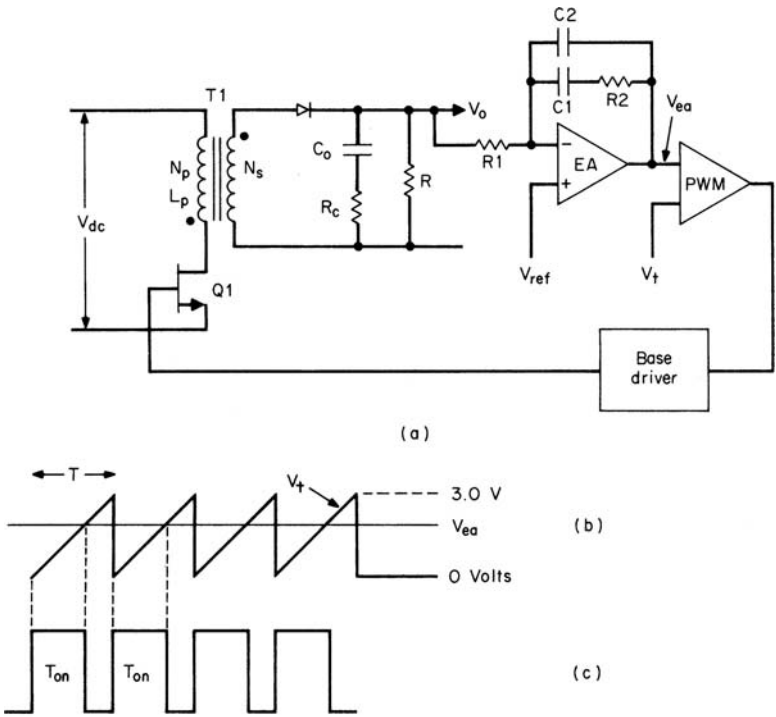 C2
C1
R2
V_ea
T1
V_o
R1
−
EA
+
PWM
N_p
L_p
N_s
C_o
R_c
R
V_dc
Q1
V_ref
V_t
Base
driver
(a)
T
V_t
3.0 V
V_ea
(b)
0 Volts
T_on
T_on
(c)